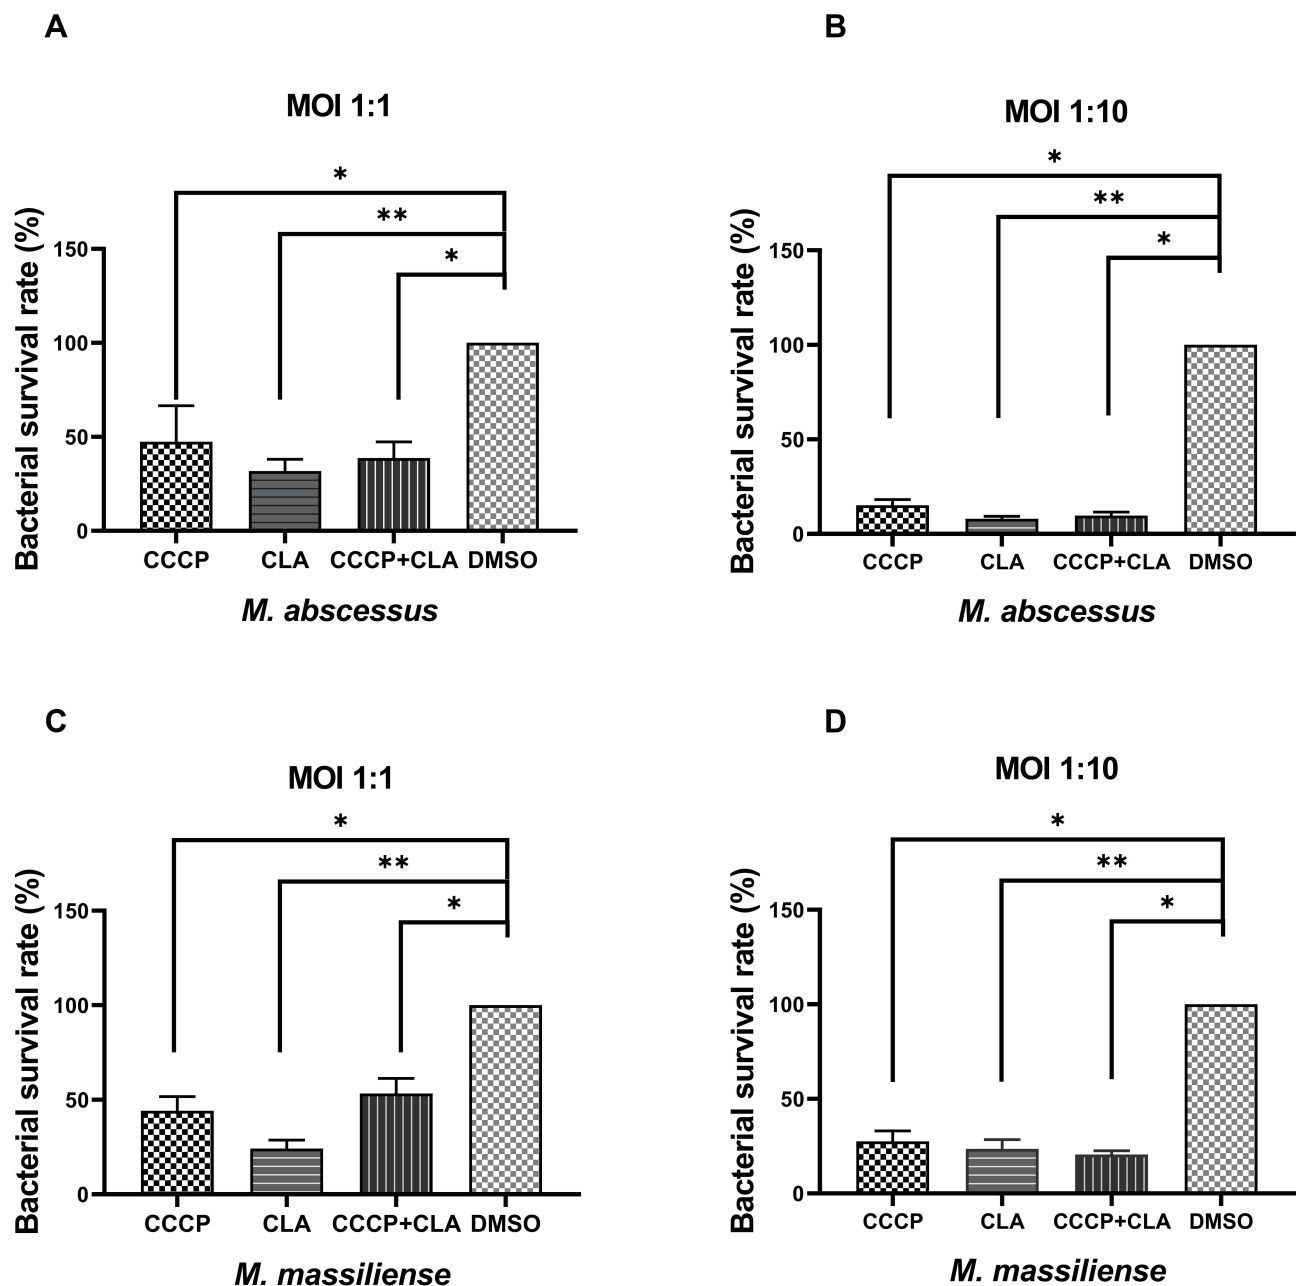 A
MOI 1:1
*
**
*
Bacterial survival rate (%)
150
100
50
0
CCCP CLA CCCP+CLA DMSO
M. abscessus
B
MOI 1:10
*
**
*
Bacterial survival rate (%)
150
100
50
0
CCCP CLA CCCP+CLA DMSO
M. abscessus
C
MOI 1:1
*
**
*
Bacterial survival rate (%)
150
100
50
0
CCCP CLA CCCP+CLA DMSO
M. massiliense
D
MOI 1:10
*
**
*
Bacterial survival rate (%)
150
100
50
0
CCCP CLA CCCP+CLA DMSO
M. massiliense